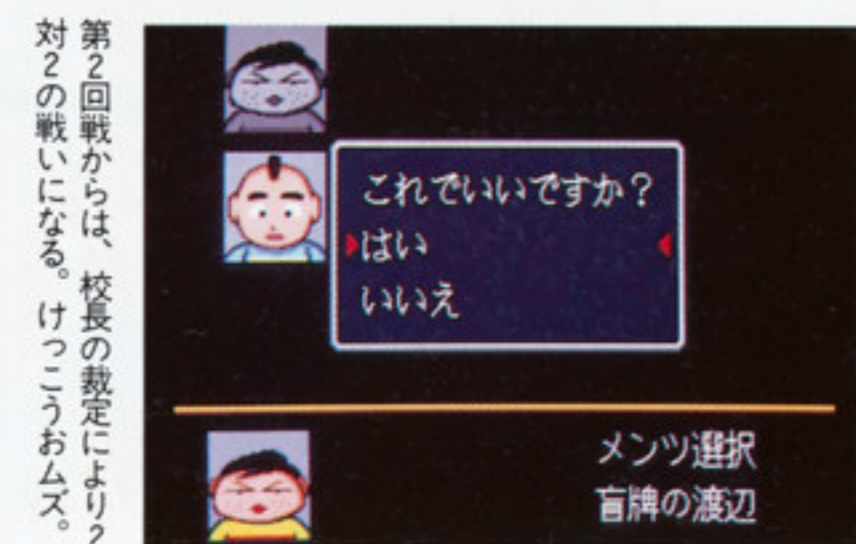 第2回戦からは、校長の裁定により2
対2の戦いになる。けっこうおムズ。
これでいいですか？
はい
いいえ
メンツ選択
盲牌の渡辺